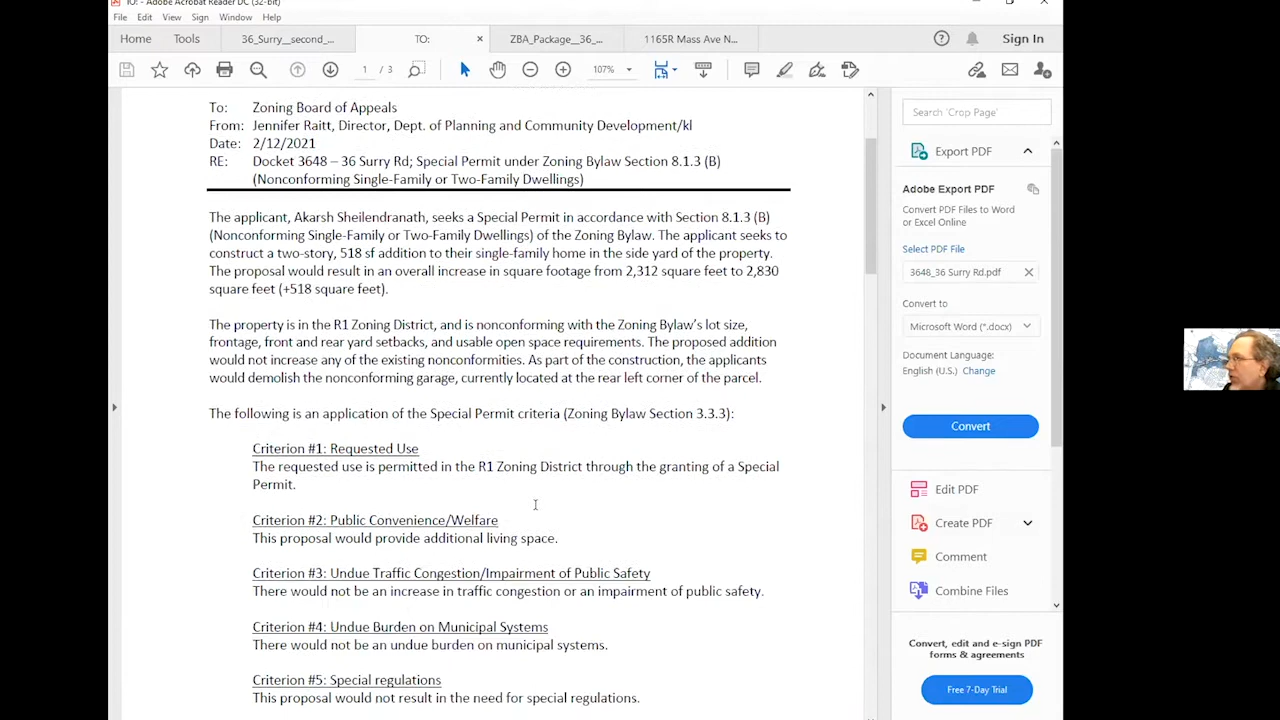 TO: - Adobe Acrobat Reader DC (32-bit)
File Edit View Sign Window Help
Home Tools 36_Surry__second_... TO: × ZBA_Package__36_... 1165R Mass Ave N... Sign In
1 / 3 107%
To: Zoning Board of Appeals
From: Jennifer Raitt, Director, Dept. of Planning and Community Development/kl
Date: 2/12/2021
RE: Docket 3648 – 36 Surry Rd; Special Permit under Zoning Bylaw Section 8.1.3 (B)
(Nonconforming Single-Family or Two-Family Dwellings)
The applicant, Akarsh Sheilendranath, seeks a Special Permit in accordance with Section 8.1.3 (B)
(Nonconforming Single-Family or Two-Family Dwellings) of the Zoning Bylaw. The applicant seeks to
construct a two-story, 518 sf addition to their single-family home in the side yard of the property.
The proposal would result in an overall increase in square footage from 2,312 square feet to 2,830
square feet (+518 square feet).
The property is in the R1 Zoning District, and is nonconforming with the Zoning Bylaw's lot size,
frontage, front and rear yard setbacks, and usable open space requirements. The proposed addition
would not increase any of the existing nonconformities. As part of the construction, the applicants
would demolish the nonconforming garage, currently located at the rear left corner of the parcel.
The following is an application of the Special Permit criteria (Zoning Bylaw Section 3.3.3):
Criterion #1: Requested Use
The requested use is permitted in the R1 Zoning District through the granting of a Special
Permit.
Criterion #2: Public Convenience/Welfare
This proposal would provide additional living space.
Criterion #3: Undue Traffic Congestion/Impairment of Public Safety
There would not be an increase in traffic congestion or an impairment of public safety.
Criterion #4: Undue Burden on Municipal Systems
There would not be an undue burden on municipal systems.
Criterion #5: Special regulations
This proposal would not result in the need for special regulations.
Search 'Crop Page'
Export PDF
Adobe Export PDF
Convert PDF Files to Word
or Excel Online
Select PDF File
3648_36 Surry Rd.pdf
Convert to
Microsoft Word (*.docx)
Document Language:
English (U.S.) Change
Convert
Edit PDF
Create PDF
Comment
Combine Files
Convert, edit and e-sign PDF
forms & agreements
Free 7-Day Trial